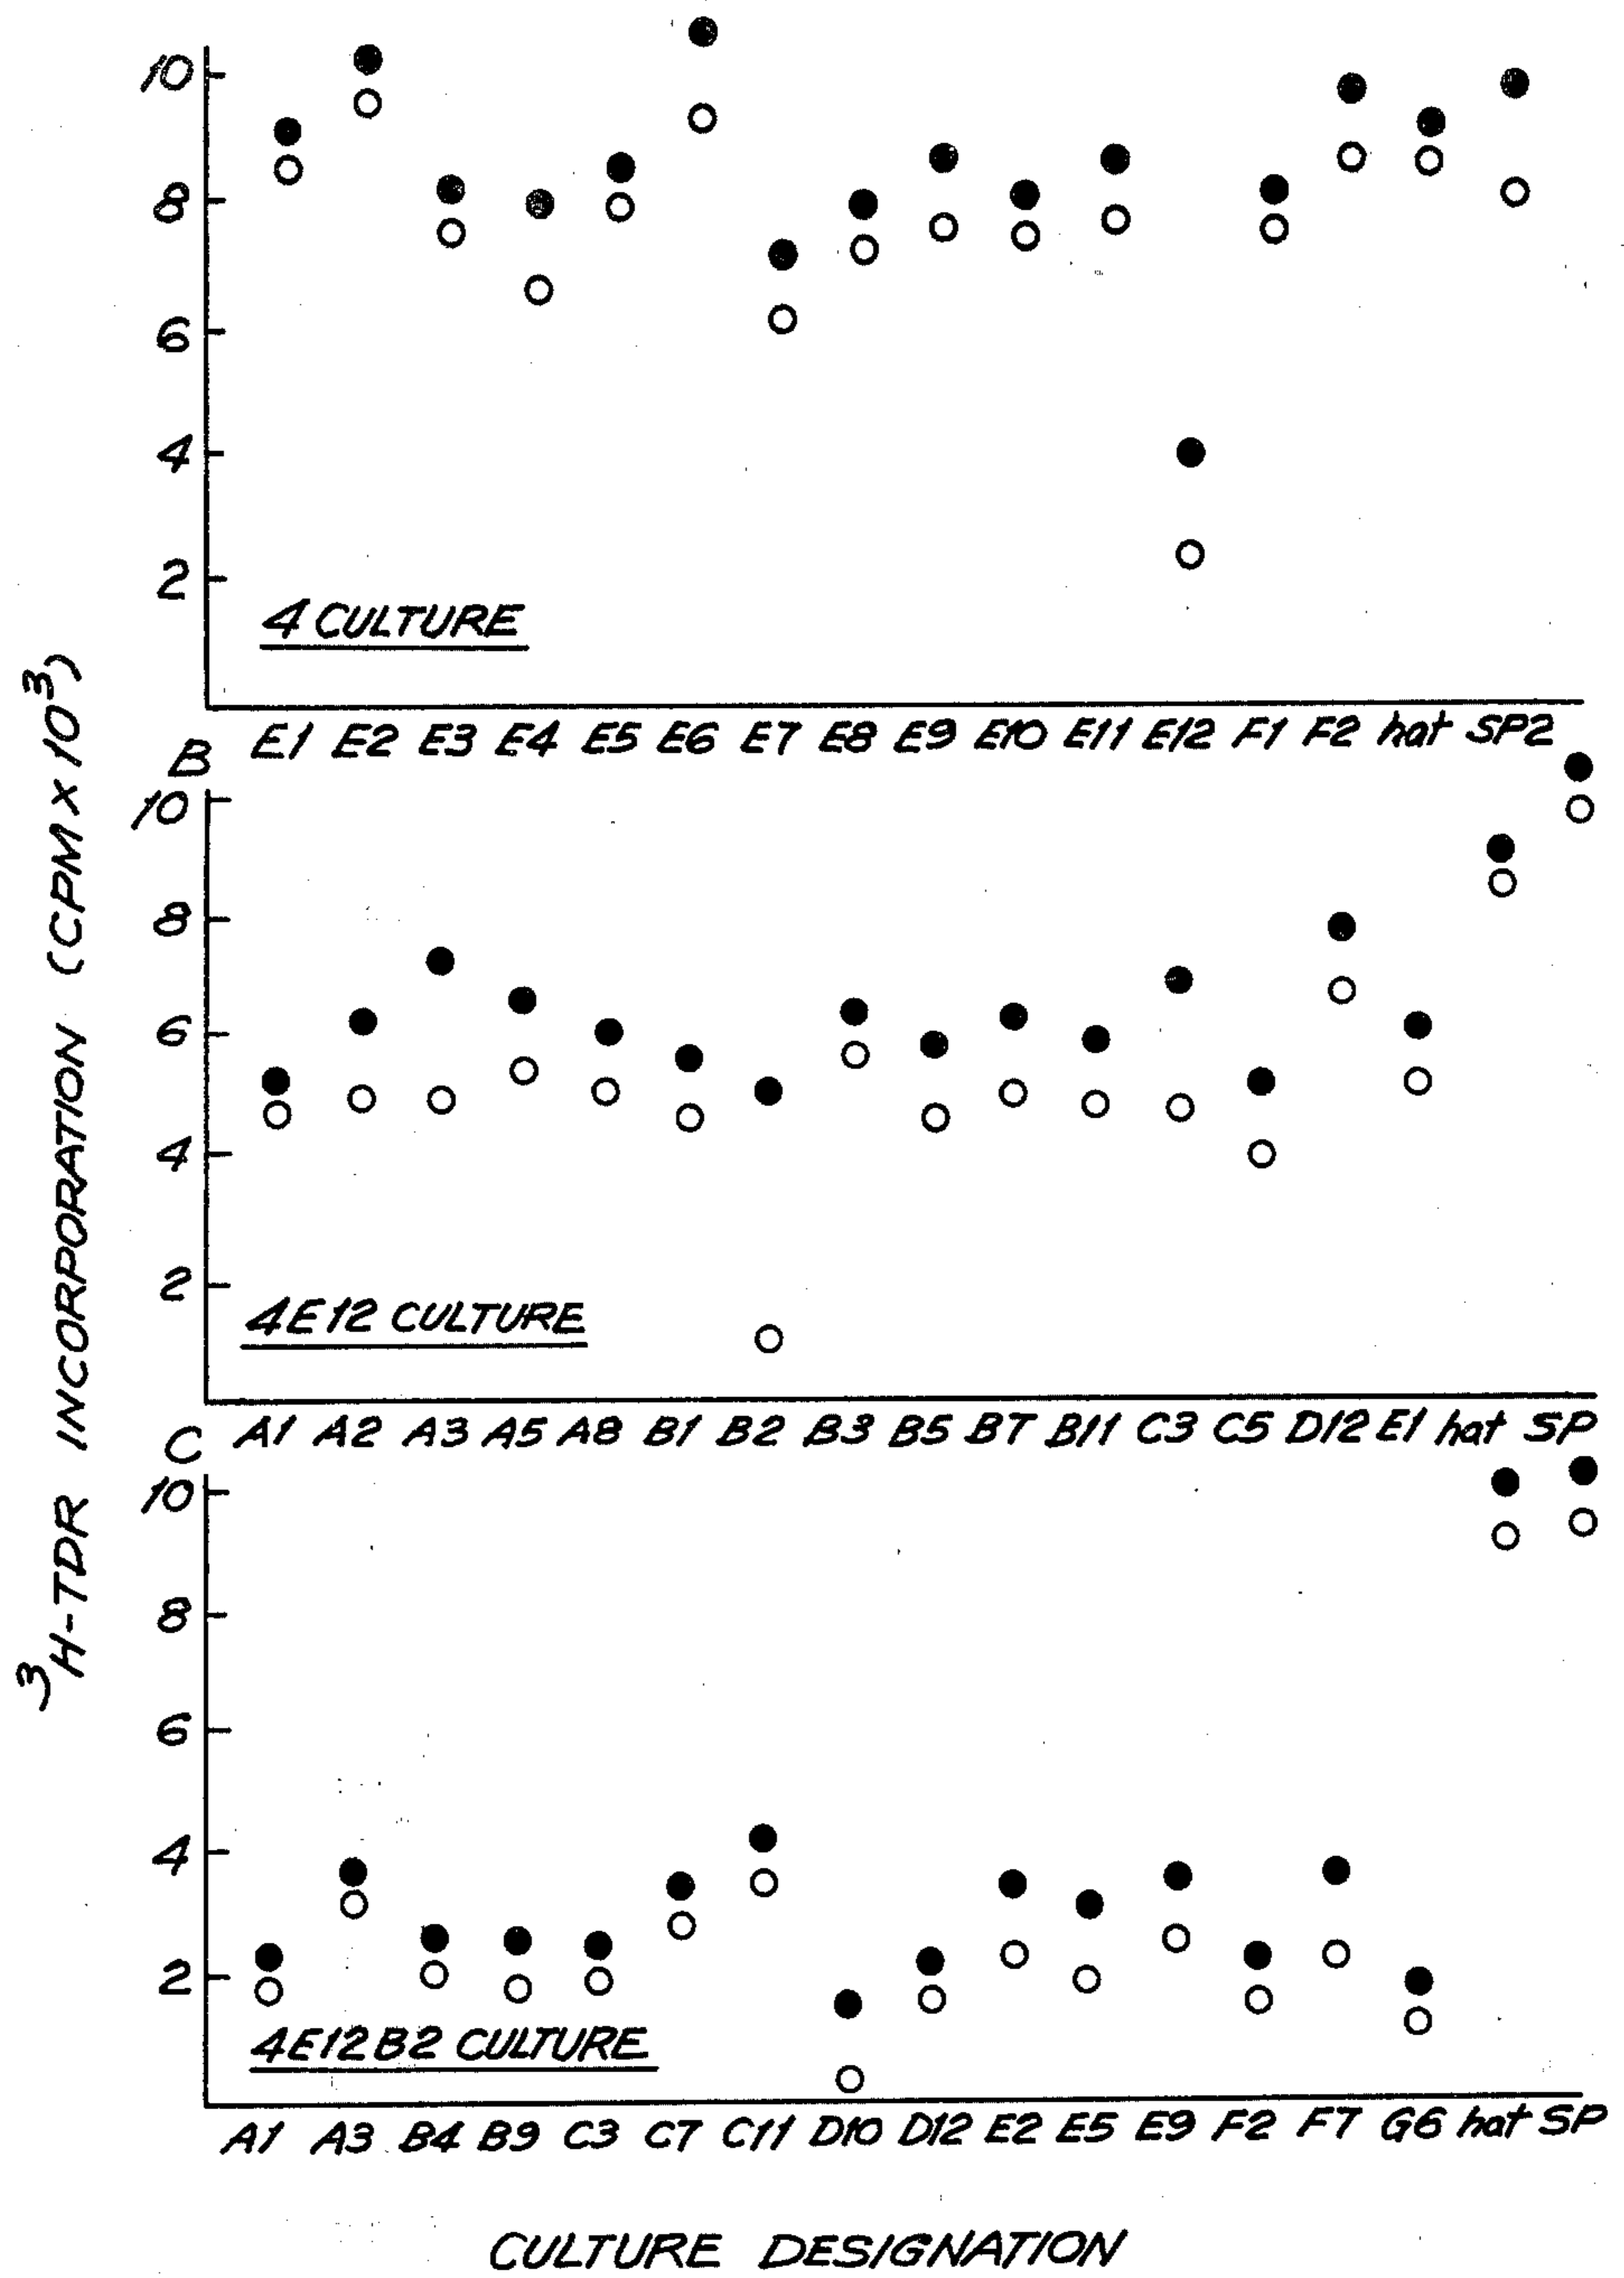 ³H-TDR INCORPORATION (CPM×10³)
10
8
6
4
2
4 CULTURE
E1 E2 E3 E4 E5 E6 E7 E8 E9 E10 E11 E12 F1 F2 hat SP2
B
10
8
6
4
2
4E12 CULTURE
A1 A2 A3 A5 A8 B1 B2 B3 B5 B7 B11 C3 C5 D12 E1 hat SP
C
10
8
6
4
2
4E12B2 CULTURE
A1 A3 B4 B9 C3 C7 C11 D10 D12 E2 E5 E9 F2 F7 G6 hat SP
CULTURE DESIGNATION